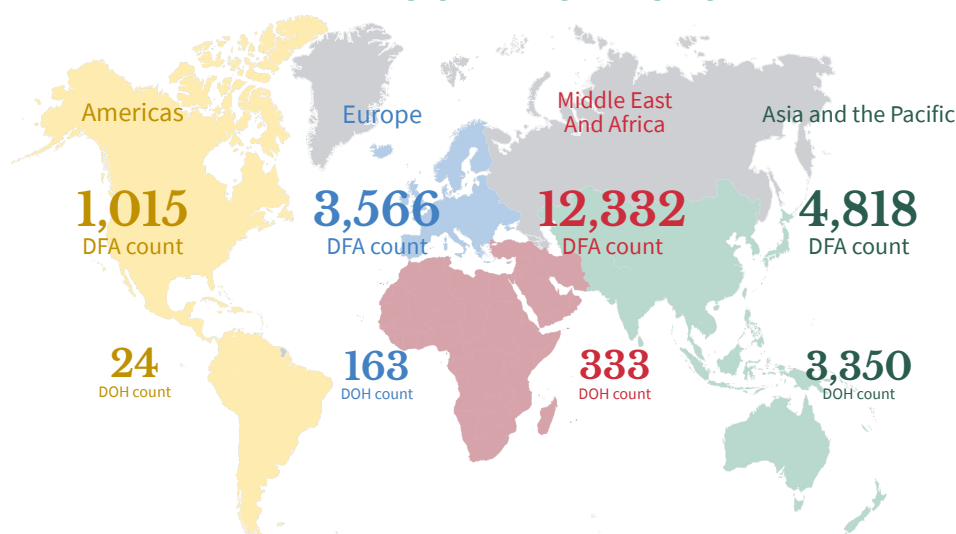 Americas
1,015
DFA count
24
DOH count
Europe
3,566
DFA count
163
DOH count
Middle East
And Africa
12,332
DFA count
333
DOH count
Asia and the Pacific
4,818
DFA count
3,350
DOH count